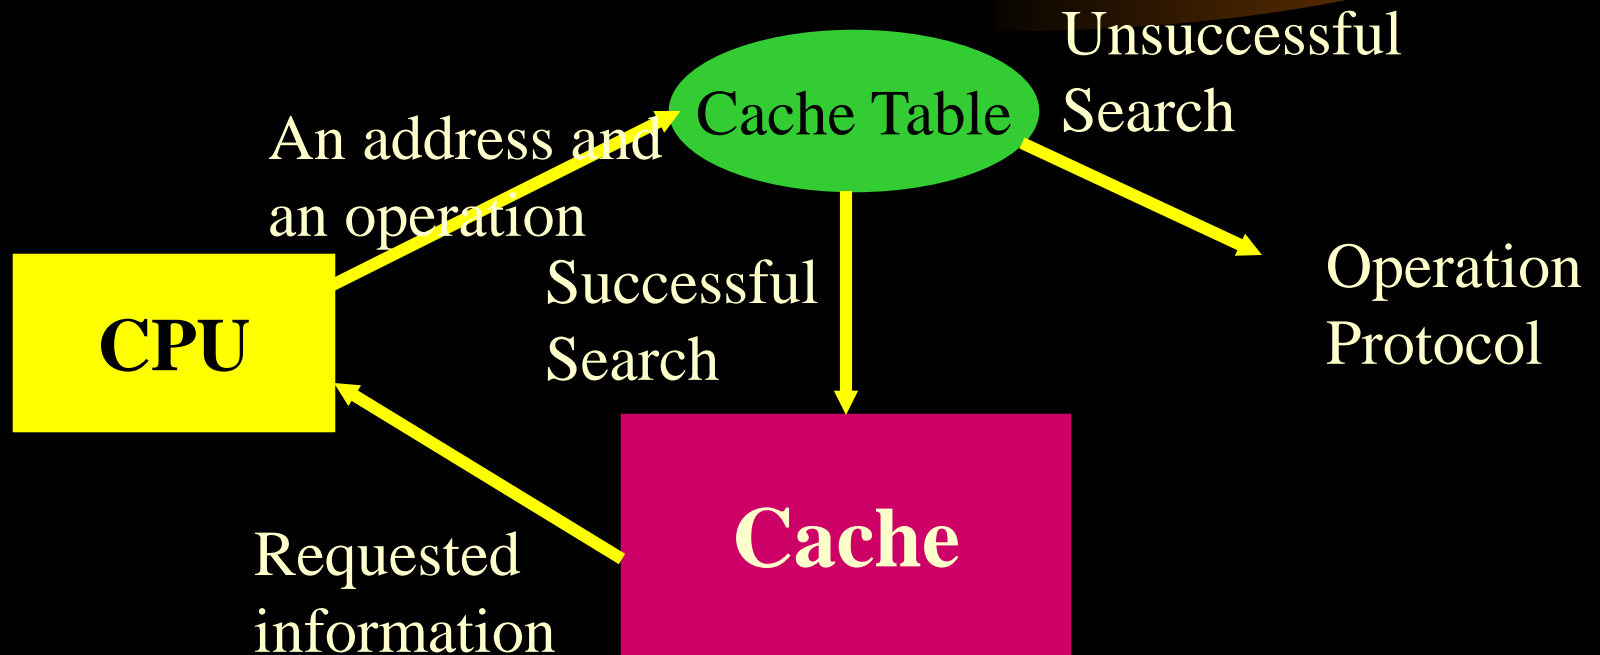 Unsuccessful
Search
Cache Table
An address and
an operation
Successful
Search
Operation
Protocol
CPU
Cache
Requested
information